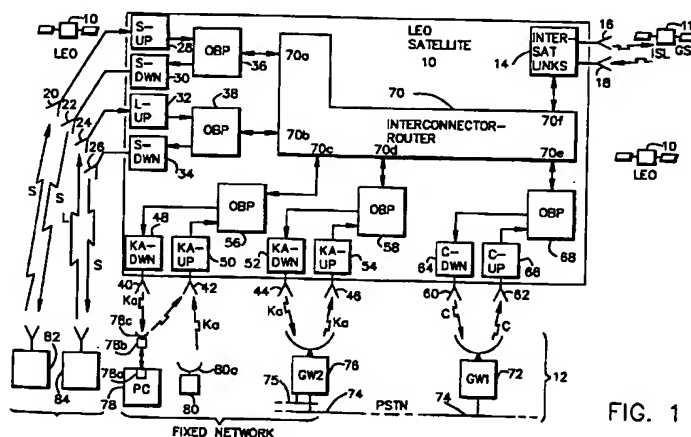 10
LEO
20
22
24
26
S-
UP
28
S-
DWN
30
L-
UP
32
S-
DWN
34
OBP
36
38
OBP
70a
70b
70c
70d
70e
70f
70
INTERCONNECTOR-
ROUTER
LEO
SATELLITE
10
14
INTER-
SAT
LINKS
16
18
ISL
11
GSO
10
LEO
S
S
L
S
KA-
DWN
48
KA-
UP
50
OBP
56
52
KA-
DWN
KA-
UP
54
OBP
58
64
C-
DWN
C-
UP
66
OBP
68
40
42
44
46
60
62
Ka
Ka
Ka
Ka
C
C
78c
78b
78a
78
PC
80a
80
82
84
76
GW2
75
74
PSTN
72
GW1
74
12
FIXED NETWORK
FIG. 1